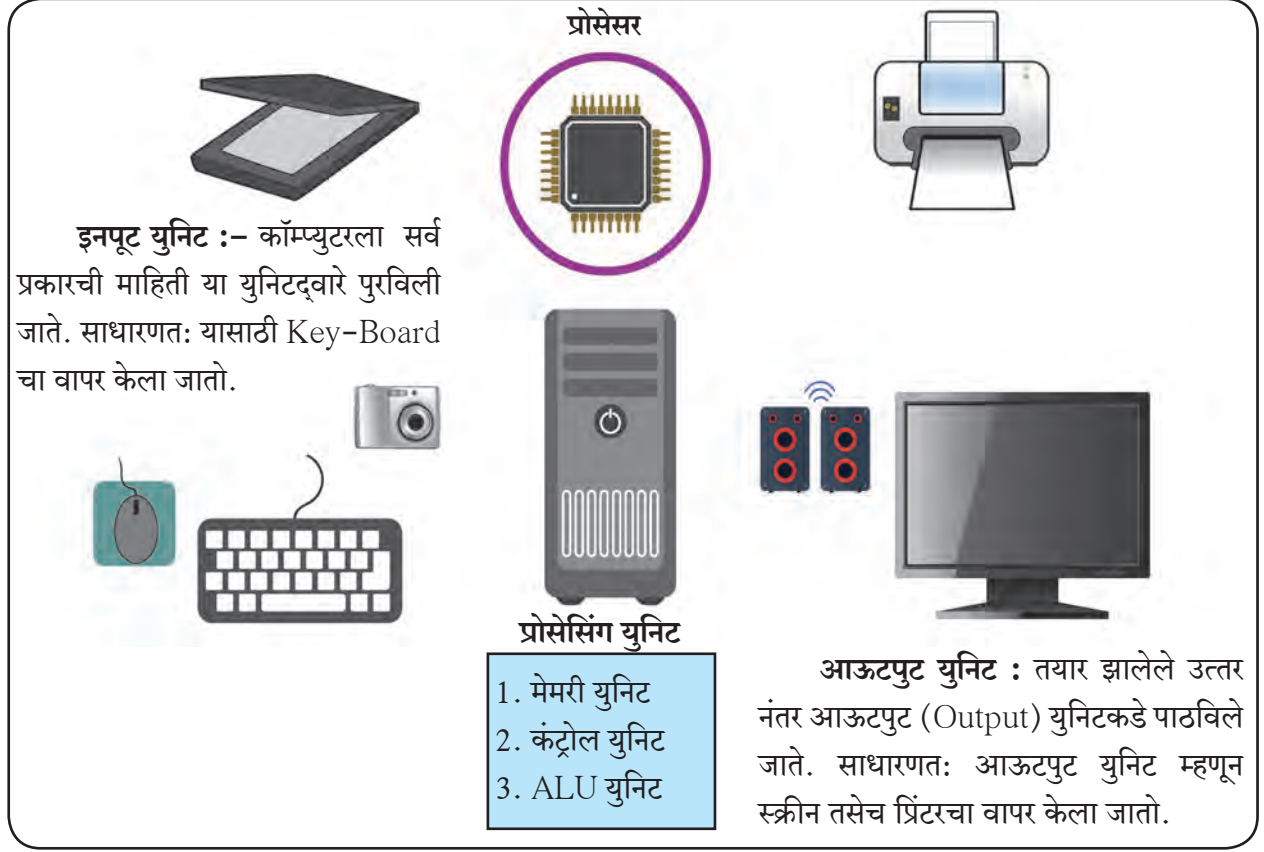 प्रोसेसर
इनपूट युनिट :– कॉम्प्युटरला सर्व
प्रकारची माहिती या युनिटद्‌वारे पुरविली
जाते. साधारणतः यासाठी Key-Board
चा वापर केला जातो.
प्रोसेसिंग युनिट
1. मेमरी युनिट
2. कंट्रोल युनिट
3. ALU युनिट
आऊटपुट युनिट : तयार झालेले उत्तर
नंतर आऊटपुट (Output) युनिटकडे पाठविले
जाते. साधारणतः आऊटपुट युनिट म्हणून
स्क्रीन तसेच प्रिंटरचा वापर केला जातो.